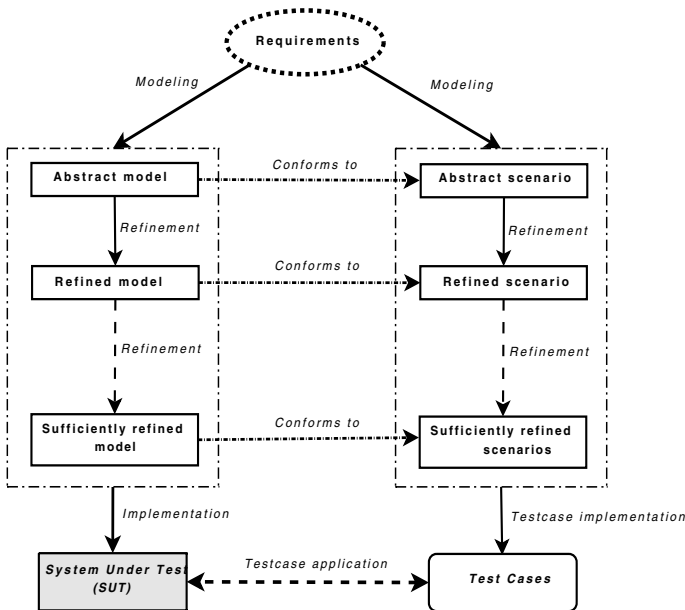 Requirements
Modeling
Modeling
Abstract model
Conforms to
Abstract scenario
Refinement
Refinement
Refined model
Conforms to
Refined scenario
Refinement
Refinement
Sufficiently refined
model
Conforms to
Sufficiently refined
scenarios
Implementation
Testcase implementation
System Under Test
(SUT)
Testcase application
Test Cases